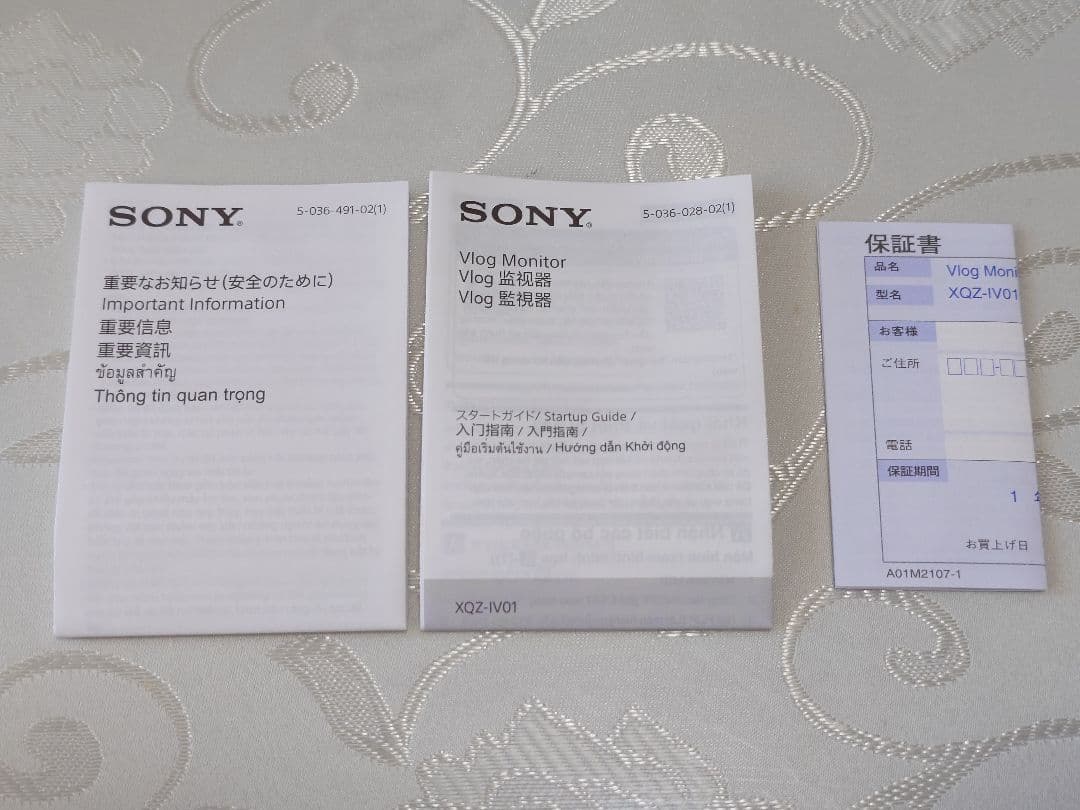 SONY®
5-036-491-02(1)
重要なお知らせ(安全のために)
Important Information
重要信息
重要資訊
ข้อมูลสำคัญ
Thông tin quan trọng
SONY®
5-036-028-02(1)
Vlog Monitor
Vlog 监视器
Vlog 監視器
スタートガイド/ Startup Guide /
入门指南 / 入門指南 /
คู่มือเริ่มต้นใช้งาน / Hướng dẫn Khởi động
XQZ-IV01
保証書
品名 Vlog Moni
型名 XQZ-IV01
お客様
ご住所
電話
保証期間
1
お買上げ日
A01M2107-1